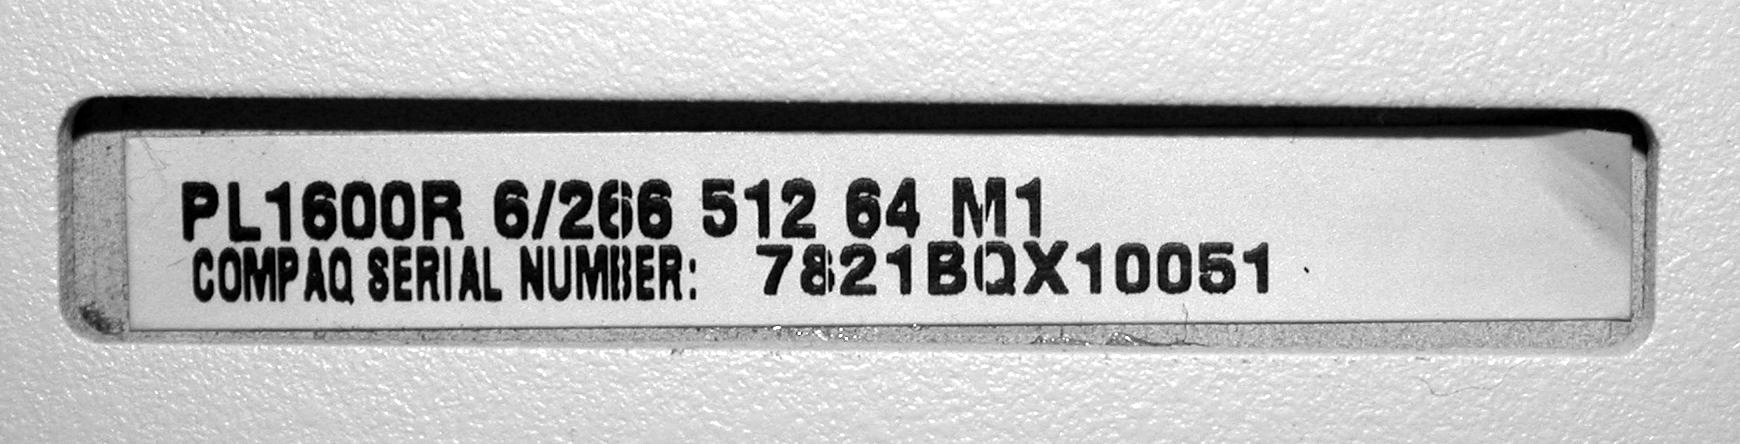 PL1600R 6/266 512 64 M1
COMPAQ SERIAL NUMBER: 7821BQX10051